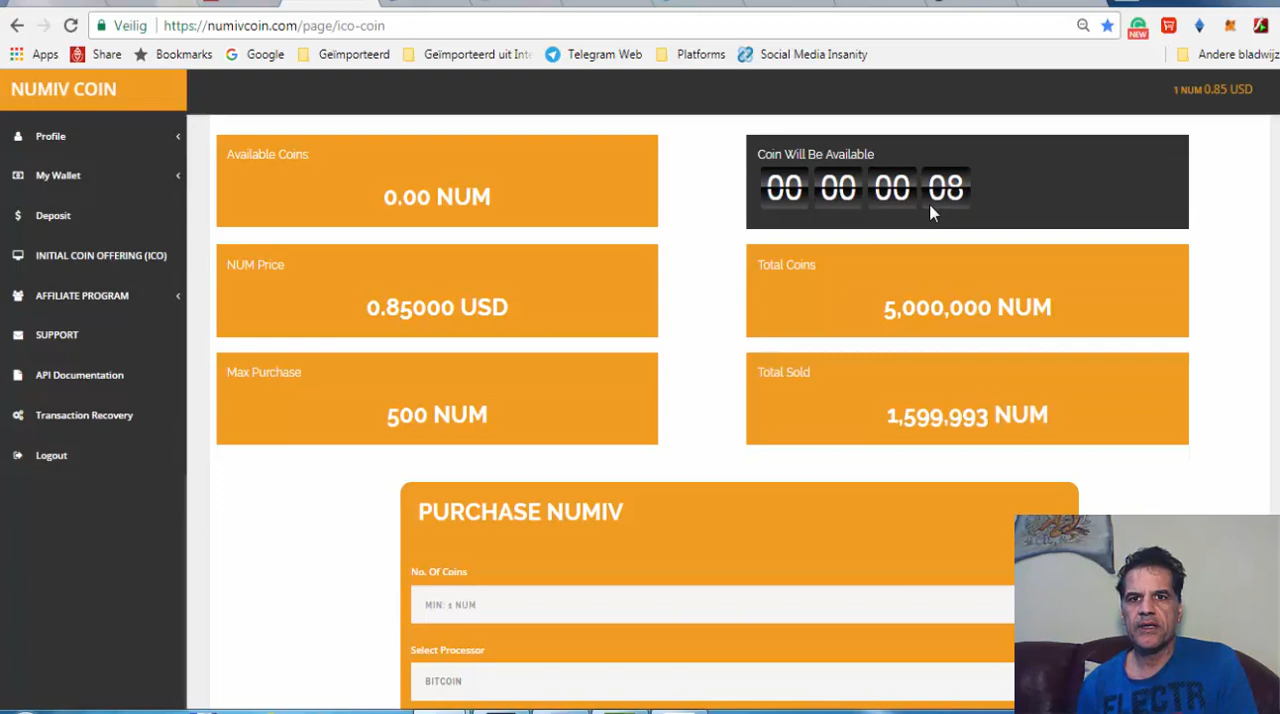 Veilig https://numivcoin.com/page/ico-coin
NEW
Apps Share Bookmarks Google Geïmporteerd Geïmporteerd uit Inte Telegram Web Platforms Social Media Insanity Andere bladwijz
NUMIV COIN
1 NUM 0.85 USD
Profile
My Wallet
Deposit
INITIAL COIN OFFERING (ICO)
AFFILIATE PROGRAM
SUPPORT
API Documentation
Transaction Recovery
Logout
Available Coins
0.00 NUM
Coin Will Be Available
00 00 00 08
NUM Price
0.85000 USD
Total Coins
5,000,000 NUM
Max Purchase
500 NUM
Total Sold
1,599,993 NUM
PURCHASE NUMIV
No. Of Coins
MIN: 1 NUM
Select Processor
BITCOIN
ELECTR